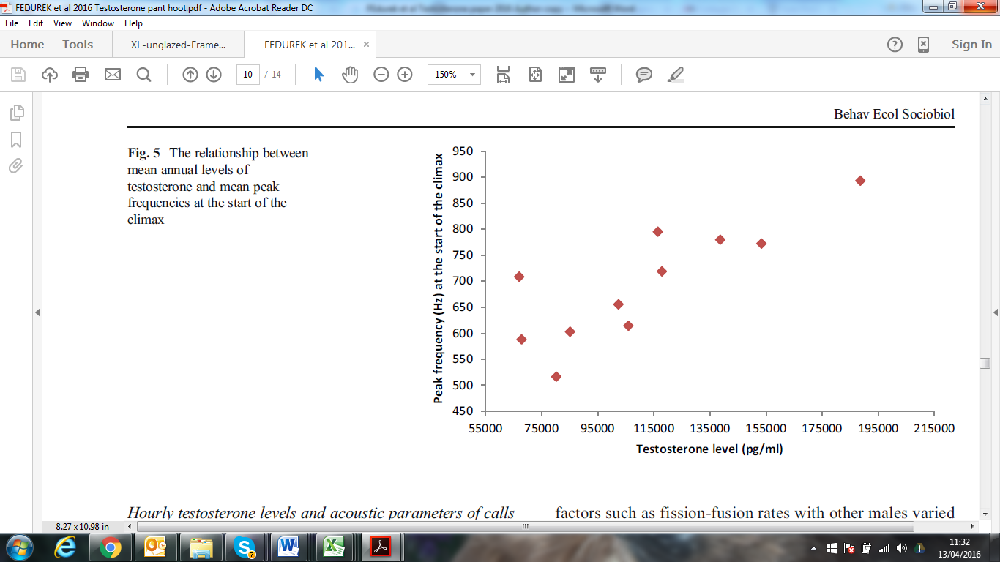 FEDUREK et al 2016 Testosterone pant hoot.pdf - Adobe Acrobat Reader DC
File Edit View Window Help
Home Tools XL-unglazed-Frame... FEDUREK et al 201... × Sign In
10 / 14 150%
Behav Ecol Sociobiol
Fig. 5 The relationship between
mean annual levels of
testosterone and mean peak
frequencies at the start of the
climax
Peak frequency (Hz) at the start of the climax
950
900
850
800
750
700
650
600
550
500
450
55000 75000 95000 115000 135000 155000 175000 195000 215000
Testosterone level (pg/ml)
Hourly testosterone levels and acoustic parameters of calls
factors such as fission-fusion rates with other males varied
8.27 x 10.98 in
11:32
13/04/2016